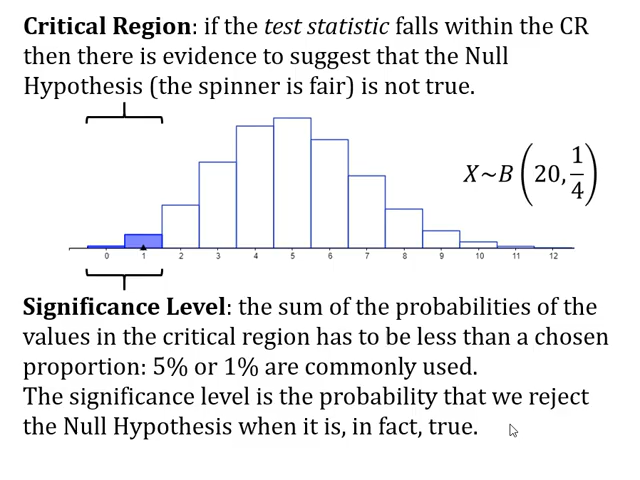 Critical Region: if the test statistic falls within the CR
then there is evidence to suggest that the Null
Hypothesis (the spinner is fair) is not true.
X~B(20, 1/4)
0 1 2 3 4 5 6 7 8 9 10 11 12
Significance Level: the sum of the probabilities of the
values in the critical region has to be less than a chosen
proportion: 5% or 1% are commonly used.
The significance level is the probability that we reject
the Null Hypothesis when it is, in fact, true.